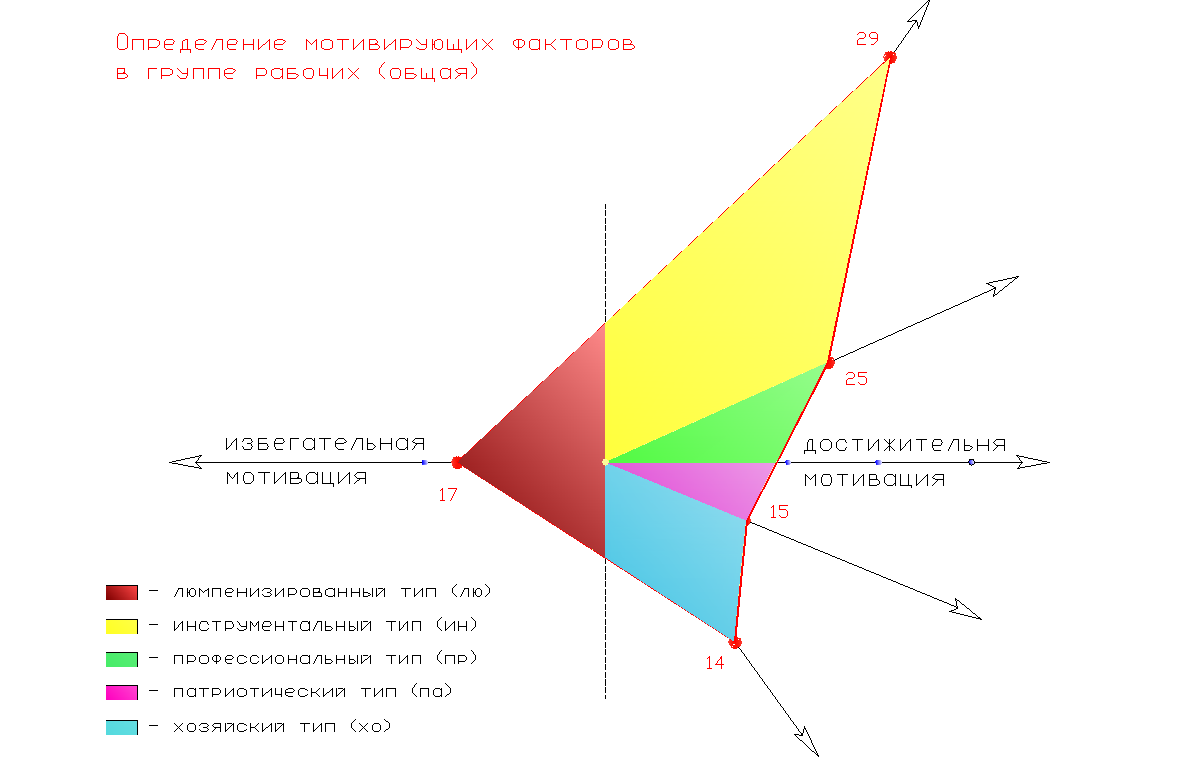 Определение мотивирующих факторов
в группе рабочих (общая)
29
25
избегательная
мотивация
достижительня
мотивация
17
15
14
- люмпенизированный тип (лю)
- инструментальный тип (ин)
- профессиональный тип (пр)
- патриотический тип (па)
- хозяйский тип (хо)